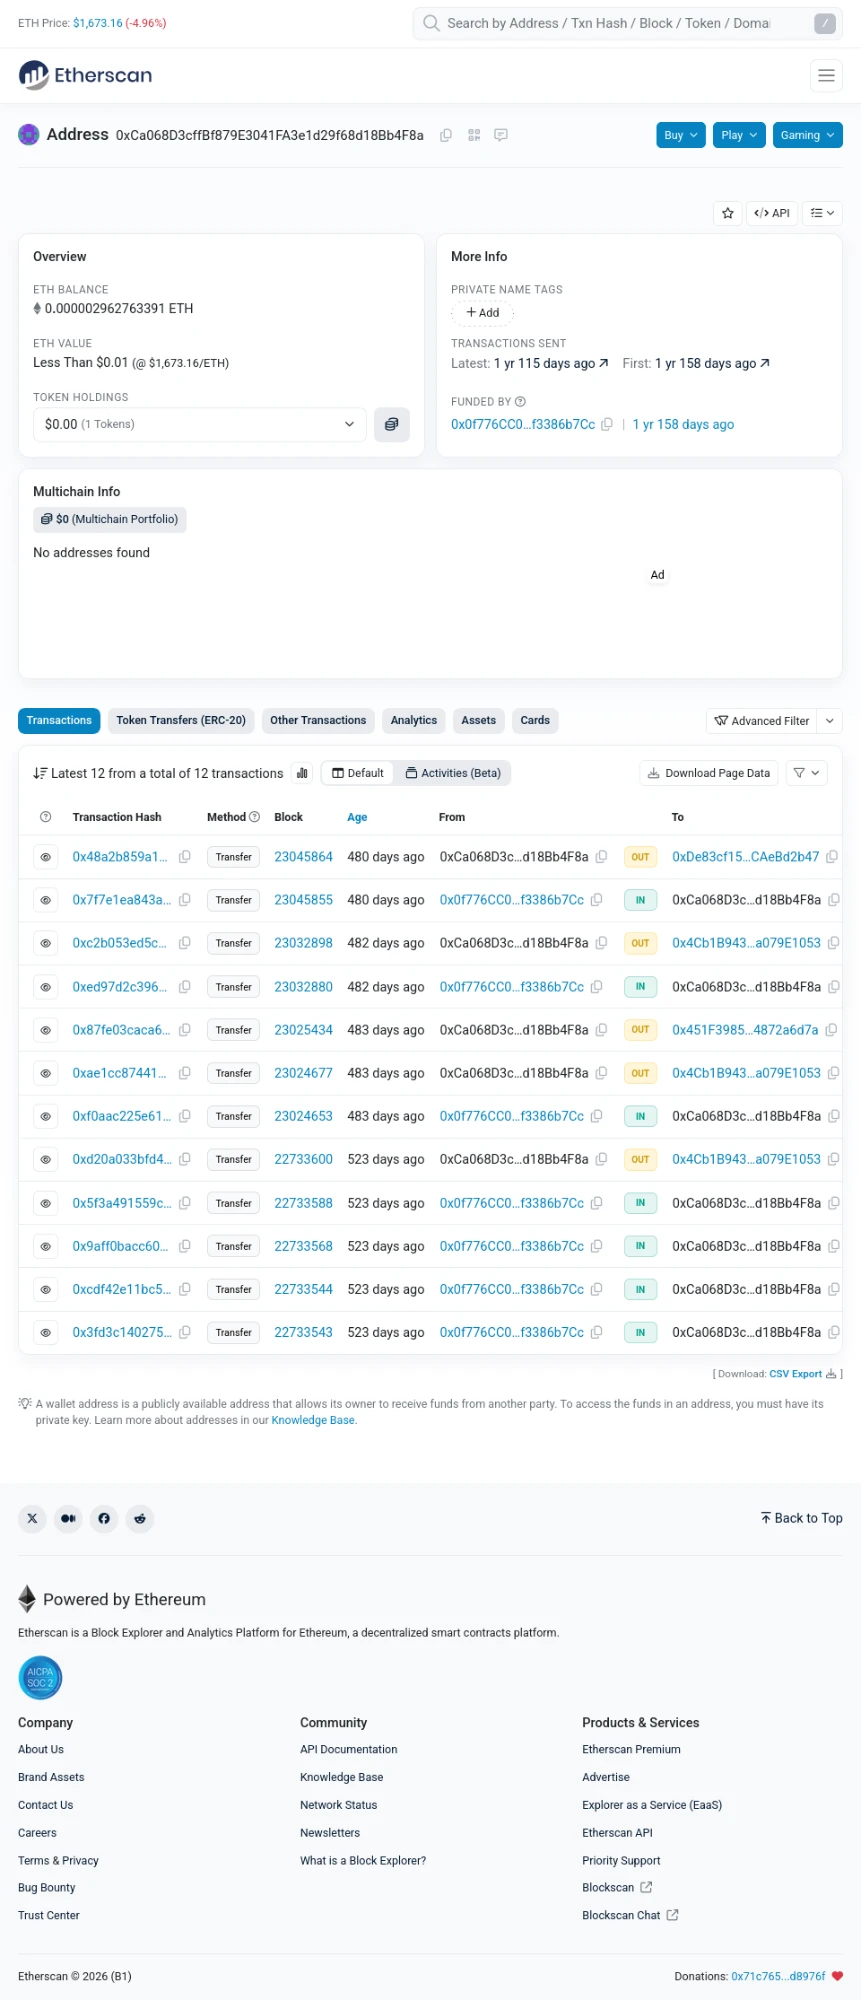 ETH Price: $1,673.16 (-4.96%)
Search by Address / Txn Hash / Block / Token / Domai
/
Etherscan
Address 0xCa068D3cffBf879E3041FA3e1d29f68d18Bb4F8a
Buy Play Gaming
API
Overview
ETH BALANCE
0.000002962763391 ETH
ETH VALUE
Less Than $0.01 (@ $1,673.16/ETH)
TOKEN HOLDINGS
$0.00 (1 Tokens)
More Info
PRIVATE NAME TAGS
+ Add
TRANSACTIONS SENT
Latest: 1 yr 115 days ago First: 1 yr 158 days ago
FUNDED BY
0x0f776CC0...f3386b7Cc | 1 yr 158 days ago
Multichain Info
$0 (Multichain Portfolio)
No addresses found
Ad
Transactions Token Transfers (ERC-20) Other Transactions Analytics Assets Cards Advanced Filter
Latest 12 from a total of 12 transactions Default Activities (Beta) Download Page Data
Transaction Hash Method Block Age From To
0x48a2b859a1... Transfer 23045864 480 days ago 0xCa068D3c...d18Bb4F8a OUT 0xDe83cf15...CAeBd2b47
0x7f7e1ea843a... Transfer 23045855 480 days ago 0x0f776CC0...f3386b7Cc IN 0xCa068D3c...d18Bb4F8a
0xc2b053ed5c... Transfer 23032898 482 days ago 0xCa068D3c...d18Bb4F8a OUT 0x4Cb1B943...a079E1053
0xed97d2c396... Transfer 23032880 482 days ago 0x0f776CC0...f3386b7Cc IN 0xCa068D3c...d18Bb4F8a
0x87fe03caca6... Transfer 23025434 483 days ago 0xCa068D3c...d18Bb4F8a OUT 0x451F3985...4872a6d7a
0xae1cc87441... Transfer 23024677 483 days ago 0xCa068D3c...d18Bb4F8a OUT 0x4Cb1B943...a079E1053
0xf0aac225e61... Transfer 23024653 483 days ago 0x0f776CC0...f3386b7Cc IN 0xCa068D3c...d18Bb4F8a
0xd20a033bfd4... Transfer 22733600 523 days ago 0xCa068D3c...d18Bb4F8a OUT 0x4Cb1B943...a079E1053
0x5f3a491559c... Transfer 22733588 523 days ago 0x0f776CC0...f3386b7Cc IN 0xCa068D3c...d18Bb4F8a
0x9aff0bacc60... Transfer 22733568 523 days ago 0x0f776CC0...f3386b7Cc IN 0xCa068D3c...d18Bb4F8a
0xcdf42e11bc5... Transfer 22733544 523 days ago 0x0f776CC0...f3386b7Cc IN 0xCa068D3c...d18Bb4F8a
0x3fd3c140275... Transfer 22733543 523 days ago 0x0f776CC0...f3386b7Cc IN 0xCa068D3c...d18Bb4F8a
[ Download: CSV Export ]
A wallet address is a publicly available address that allows its owner to receive funds from another party. To access the funds in an address, you must have its
private key. Learn more about addresses in our Knowledge Base.
Back to Top
Powered by Ethereum
Etherscan is a Block Explorer and Analytics Platform for Ethereum, a decentralized smart contracts platform.
AICPA
SOC 2
Company
About Us
Brand Assets
Contact Us
Careers
Terms & Privacy
Bug Bounty
Trust Center
Community
API Documentation
Knowledge Base
Network Status
Newsletters
What is a Block Explorer?
Products & Services
Etherscan Premium
Advertise
Explorer as a Service (EaaS)
Etherscan API
Priority Support
Blockscan
Blockscan Chat
Etherscan © 2026 (B1)
Donations: 0x71c765...d8976f